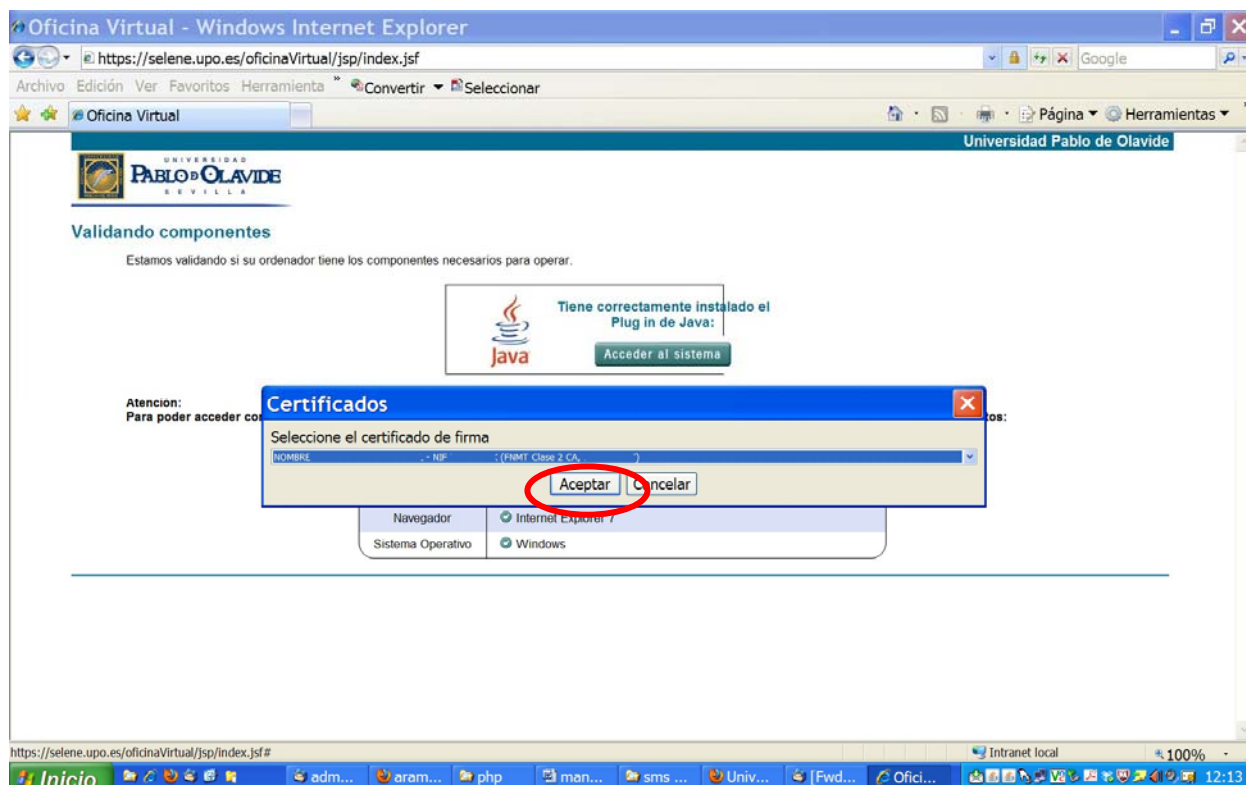 Oficina Virtual - Windows Internet Explorer
https://selene.upo.es/oficinaVirtual/jsp/index.jsf
Google
Archivo Edición Ver Favoritos Herramienta » Convertir Seleccionar
Oficina Virtual
Página Herramientas
Universidad Pablo de Olavide
UNIVERSIDAD
PABLO D OLAVIDE
SEVILLA
Validando componentes
Estamos validando si su ordenador tiene los componentes necesarios para operar.
Tiene correctamente instalado el
Plug in de Java:
Java
Acceder al sistema
Atención:
Para poder acceder co
tos:
Certificados
Seleccione el certificado de firma
NOMBRE , - NIF : (FNMT Clase 2 CA, )
Aceptar Cancelar
Navegador Internet Explorer 7
Sistema Operativo Windows
https://selene.upo.es/oficinaVirtual/jsp/index.jsf#
Intranet local 100%
Inicio adm... aram... php man... sms ... Univ... [Fwd... Ofici... 12:13